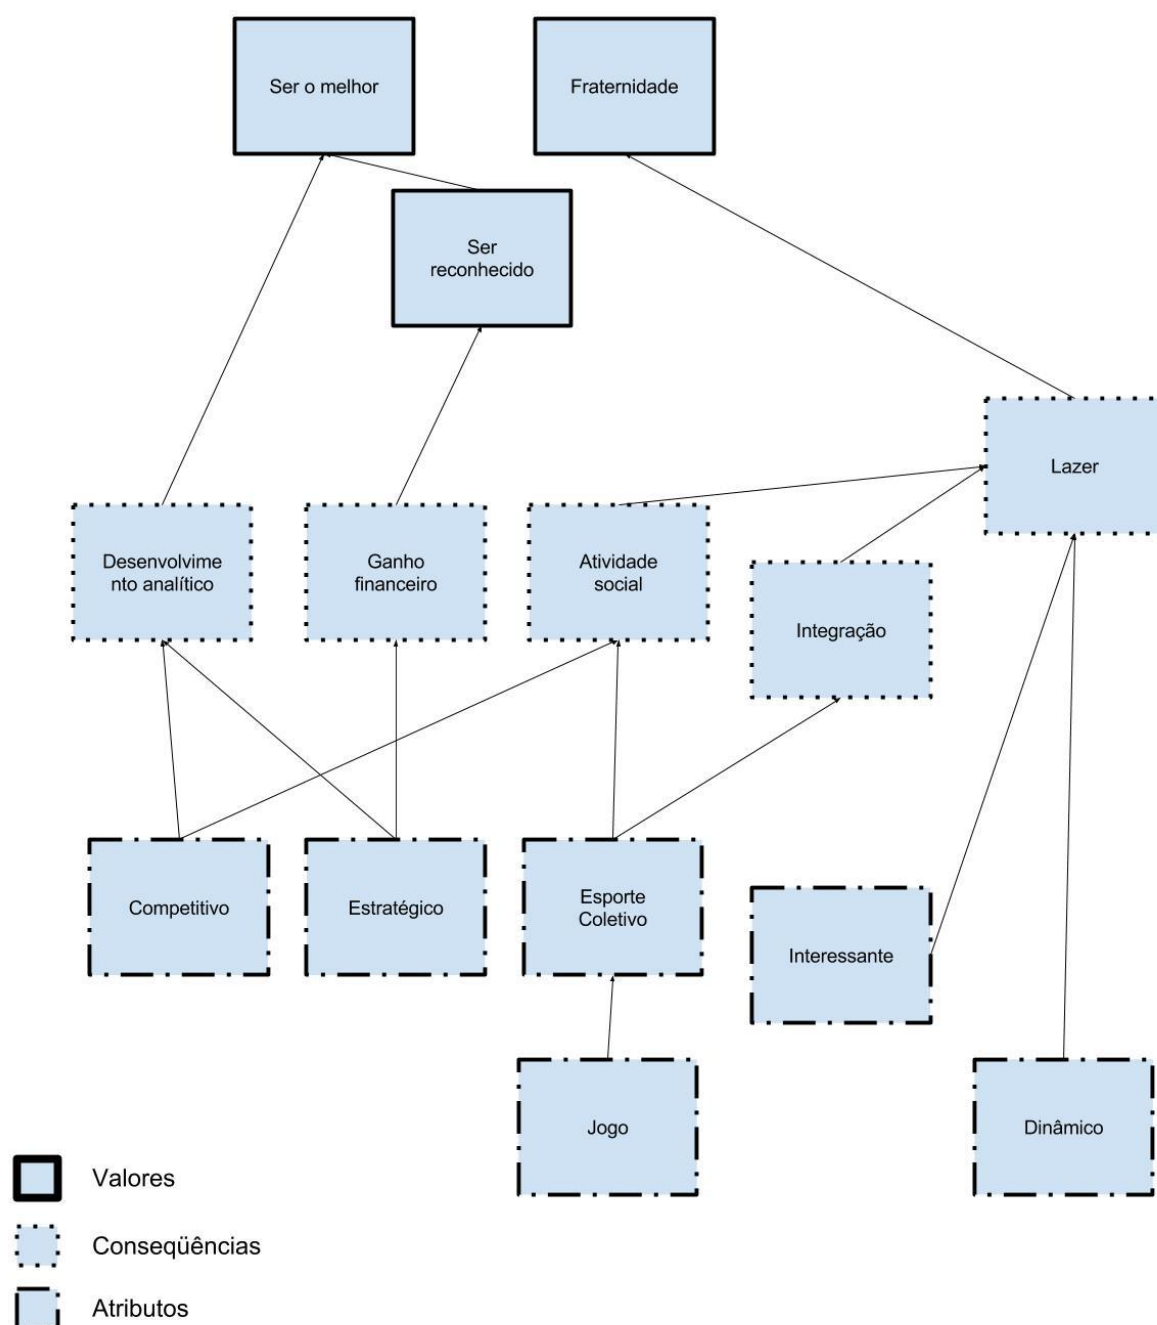 Ser o melhor
Fraternidade
Ser
reconhecido
Lazer
Desenvolvime
nto analítico
Ganho
financeiro
Atividade
social
Integração
Competitivo
Estratégico
Esporte
Coletivo
Interessante
Jogo
Dinâmico
Valores
Conseqüências
Atributos